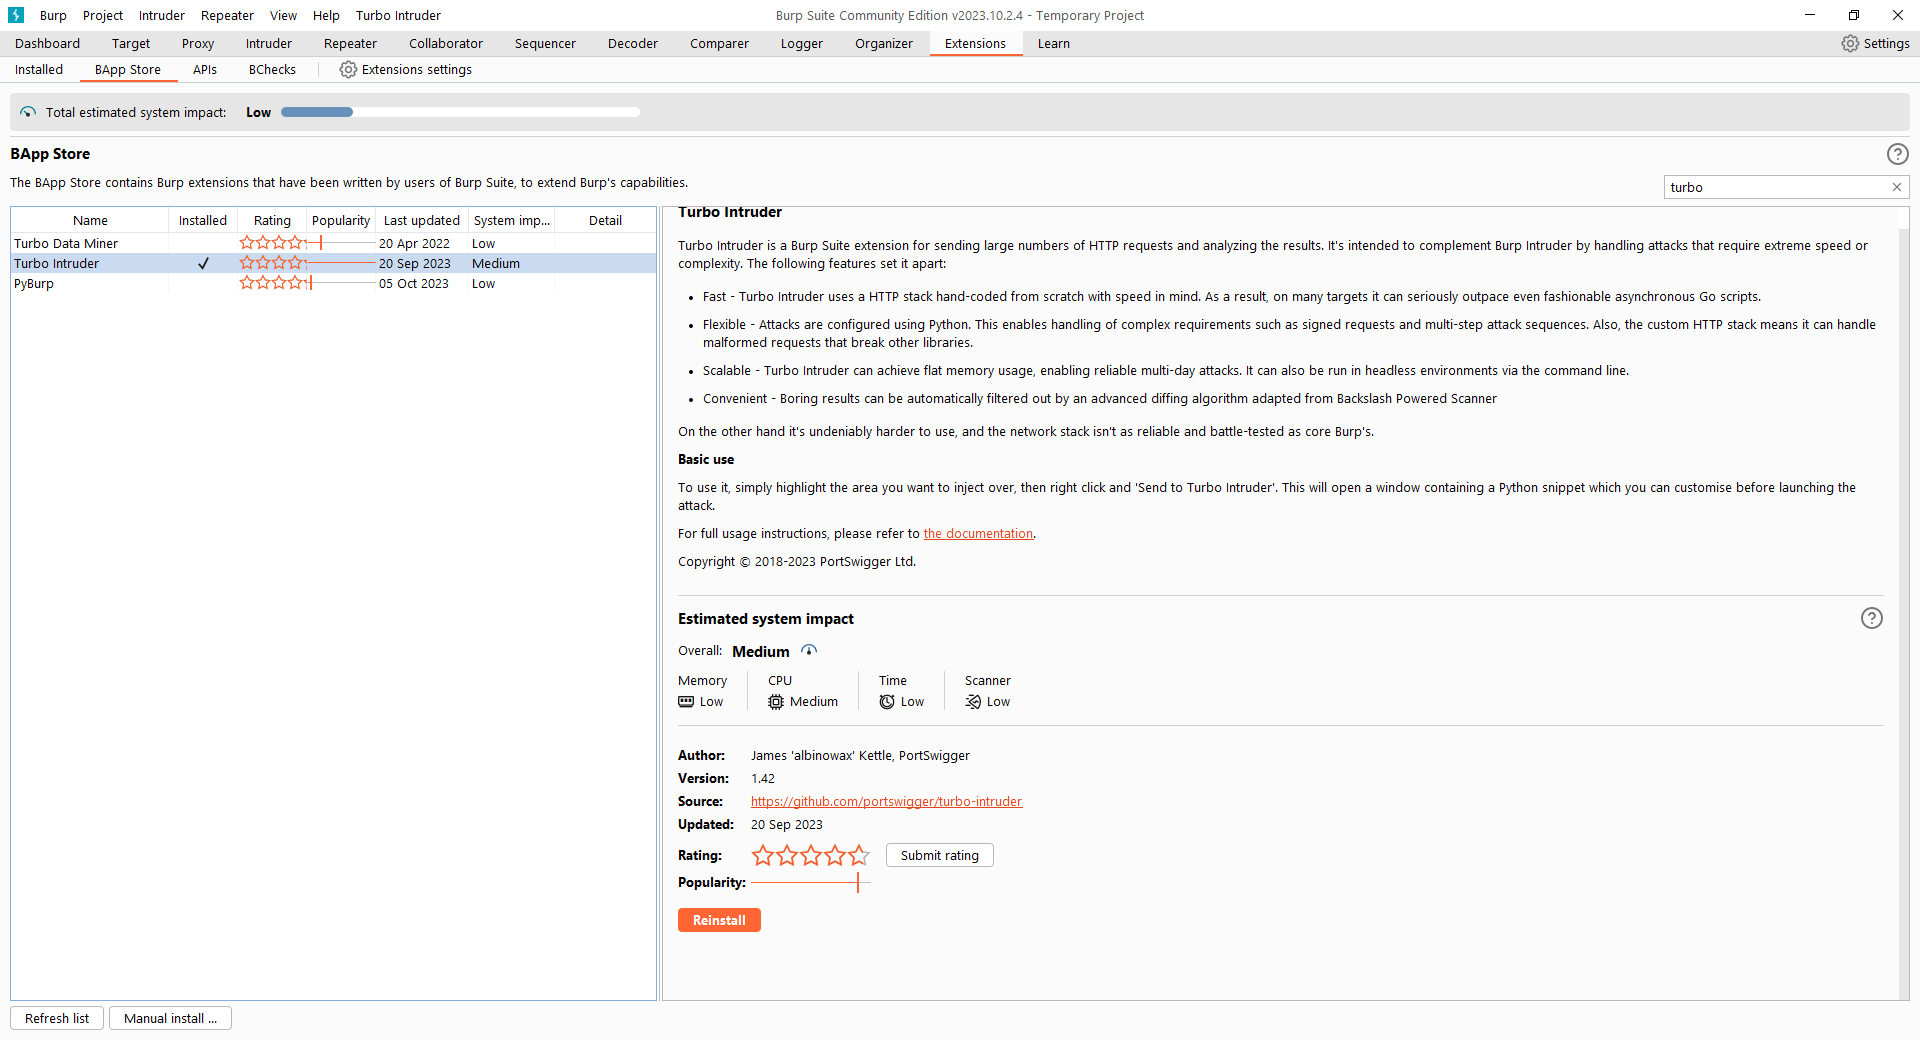 Burp Project Intruder Repeater View Help Turbo Intruder Burp Suite Community Edition v2023.10.2.4 - Temporary Project
Dashboard Target Proxy Intruder Repeater Collaborator Sequencer Decoder Comparer Logger Organizer Extensions Learn Settings
Installed BApp Store APIs BChecks Extensions settings
Total estimated system impact: Low
BApp Store
The BApp Store contains Burp extensions that have been written by users of Burp Suite, to extend Burp's capabilities.
turbo
Name Installed Rating Popularity Last updated System imp... Detail
Turbo Data Miner 20 Apr 2022 Low
Turbo Intruder 20 Sep 2023 Medium
PyBurp 05 Oct 2023 Low
Turbo Intruder
Turbo Intruder is a Burp Suite extension for sending large numbers of HTTP requests and analyzing the results. It's intended to complement Burp Intruder by handling attacks that require extreme speed or
complexity. The following features set it apart:
• Fast - Turbo Intruder uses a HTTP stack hand-coded from scratch with speed in mind. As a result, on many targets it can seriously outpace even fashionable asynchronous Go scripts.
• Flexible - Attacks are configured using Python. This enables handling of complex requirements such as signed requests and multi-step attack sequences. Also, the custom HTTP stack means it can handle
malformed requests that break other libraries.
• Scalable - Turbo Intruder can achieve flat memory usage, enabling reliable multi-day attacks. It can also be run in headless environments via the command line.
• Convenient - Boring results can be automatically filtered out by an advanced diffing algorithm adapted from Backslash Powered Scanner
On the other hand it's undeniably harder to use, and the network stack isn't as reliable and battle-tested as core Burp's.
Basic use
To use it, simply highlight the area you want to inject over, then right click and 'Send to Turbo Intruder'. This will open a window containing a Python snippet which you can customise before launching the
attack.
For full usage instructions, please refer to the documentation.
Copyright © 2018-2023 PortSwigger Ltd.
Estimated system impact
Overall: Medium
Memory CPU Time Scanner
Low Medium Low Low
Author: James 'albinowax' Kettle, PortSwigger
Version: 1.42
Source: https://github.com/portswigger/turbo-intruder
Updated: 20 Sep 2023
Rating: Submit rating
Popularity:
Reinstall
Refresh list Manual install ...